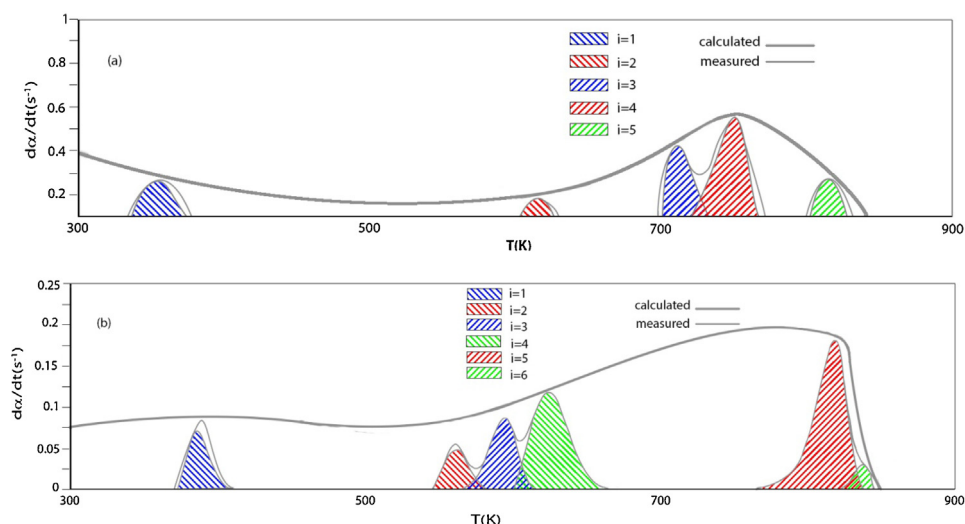 1
0.8
0.6
0.4
0.2
dα/dt(s⁻¹)
(a)
i=1
i=2
i=3
i=4
i=5
calculated
measured
300
500
700
900
T(K)
0.25
0.2
0.15
0.1
0.05
0
dα/dt(s⁻¹)
(b)
i=1
i=2
i=3
i=4
i=5
i=6
calculated
measured
300
500
700
900
T(K)